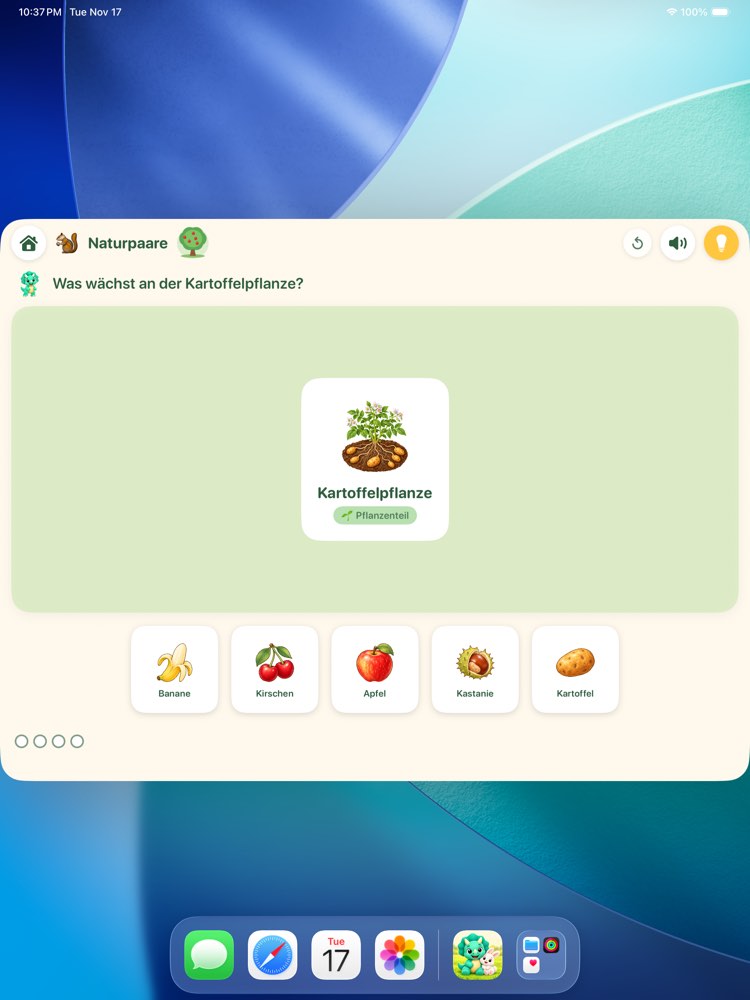 10:37 PM Tue Nov 17
100%
Naturpaare
Was wächst an der Kartoffelpflanze?
Kartoffelpflanze
Pflanzenteil
Banane
Kirschen
Apfel
Kastanie
Kartoffel
Tue
17